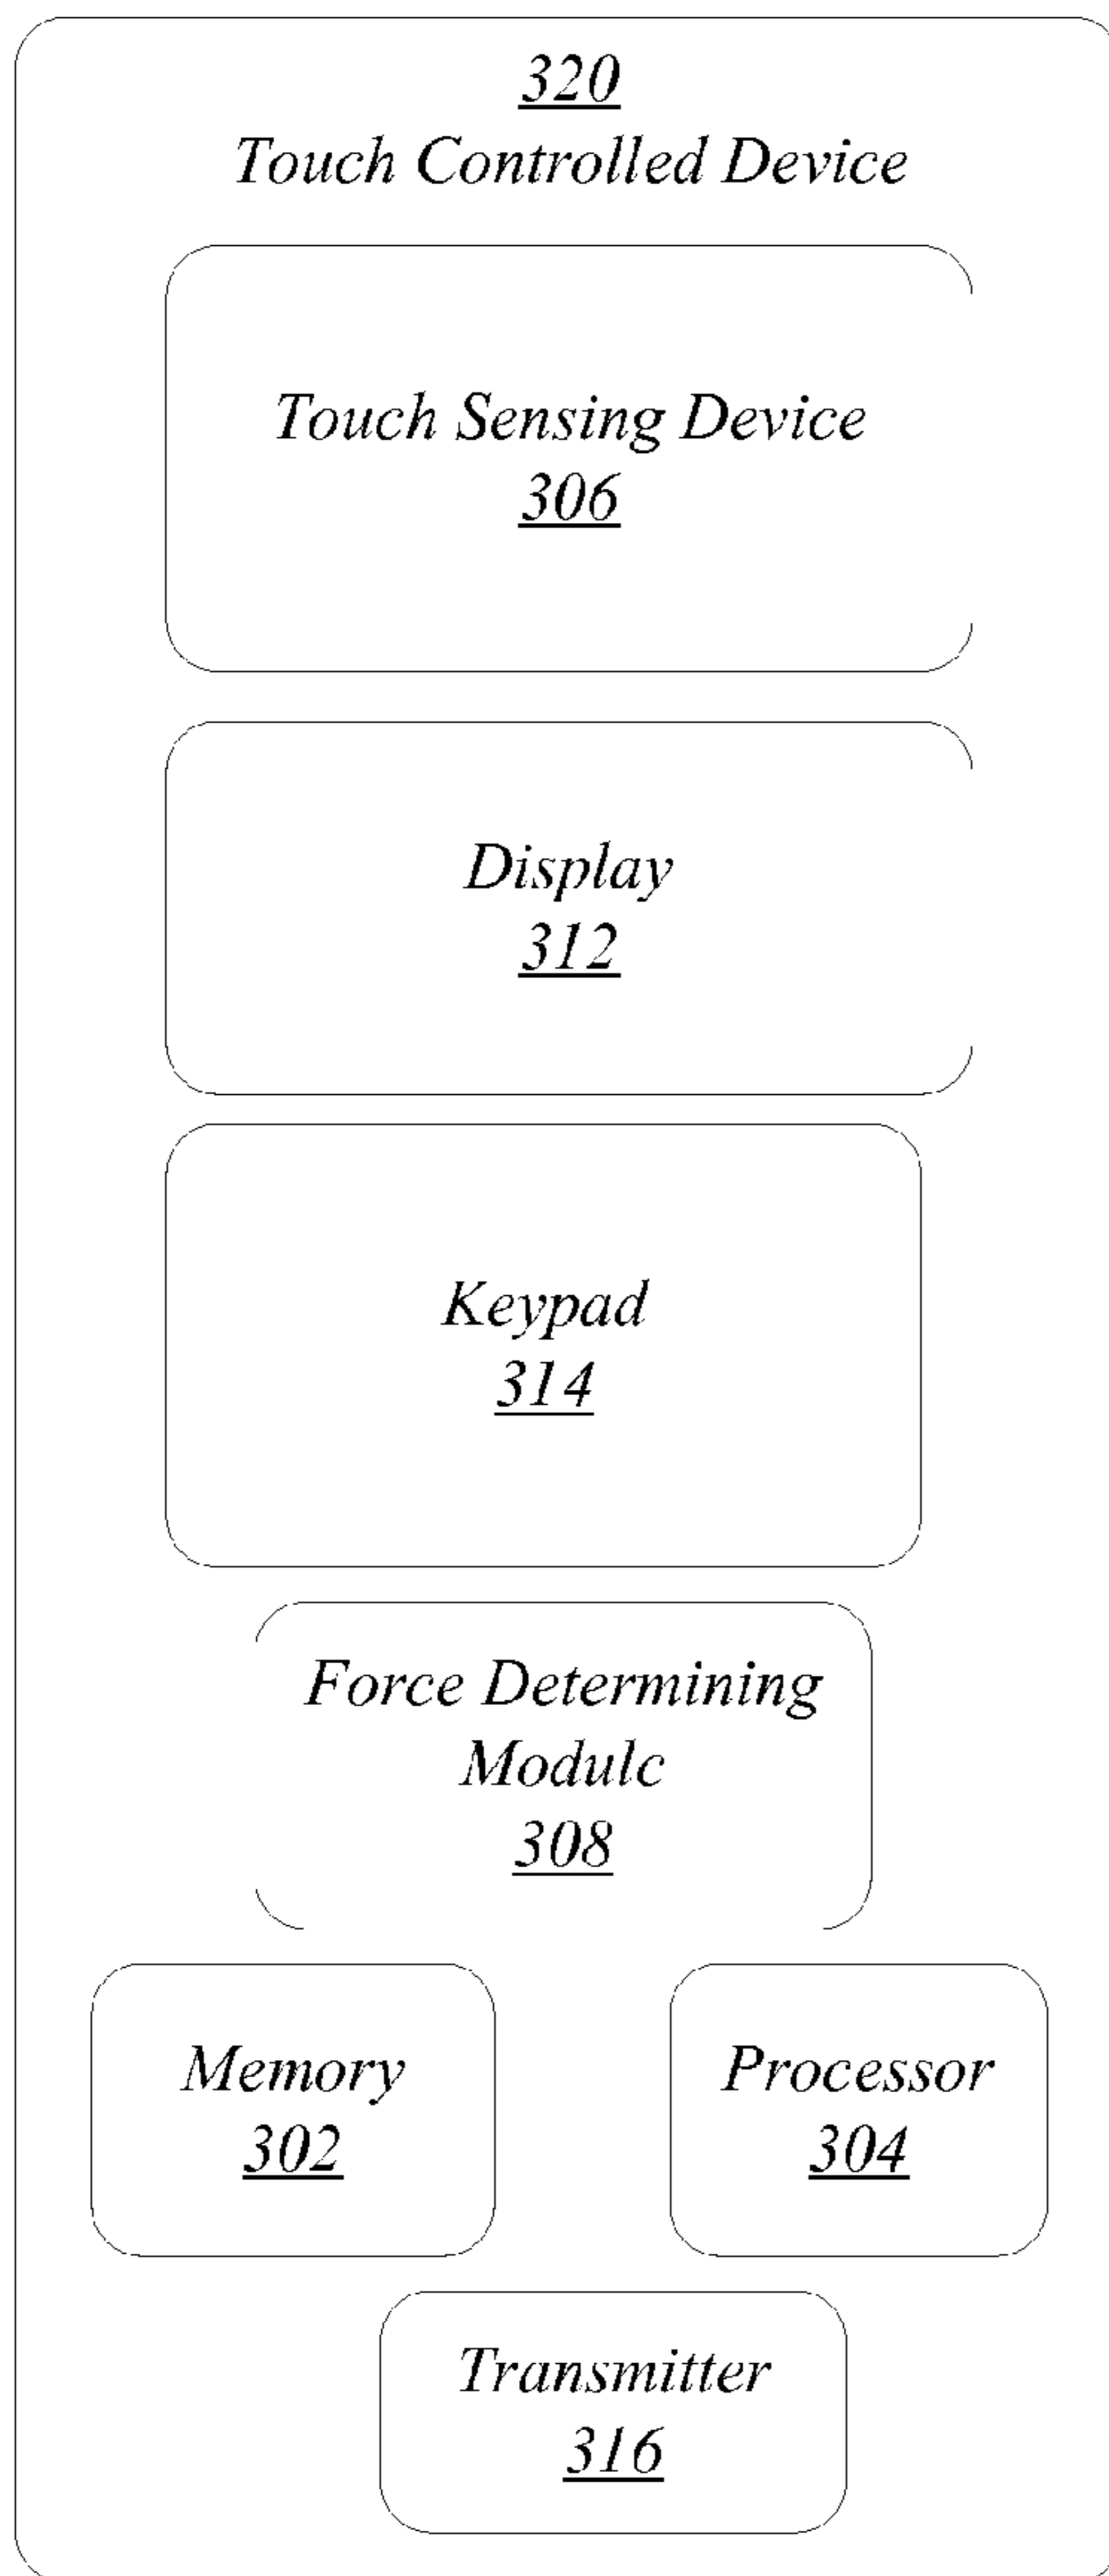 320
Touch Controlled Device
Touch Sensing Device
306
Display
312
Keypad
314
Force Determining
Modulc
308
Memory
302
Processor
304
Transmitter
316